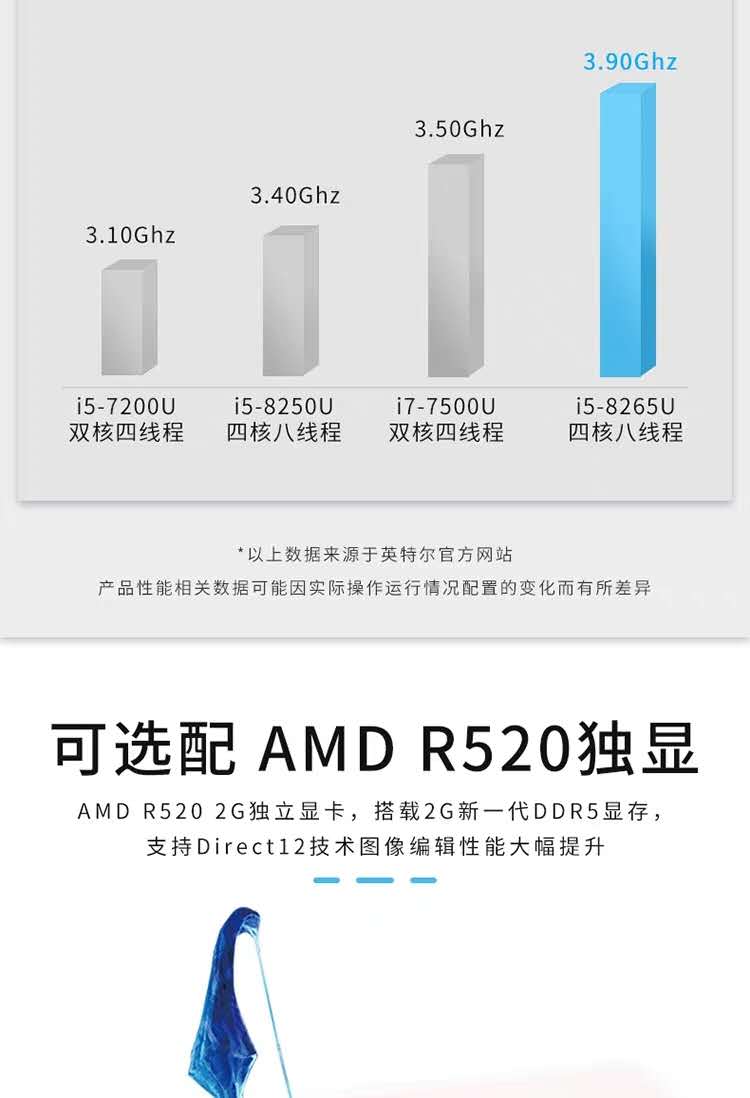 3.90Ghz
3.50Ghz
3.40Ghz
3.10Ghz
i5-7200U i5-8250U i7-7500U i5-8265U
双核四线程 四核八线程 双核四线程 四核八线程
*以上数据来源于英特尔官方网站
产品性能相关数据可能因实际操作运行情况配置的变化而有所差异
可选配 AMD R520独显
AMD R520 2G独立显卡，搭载2G新一代DDR5显存，
支持Direct12技术图像编辑性能大幅提升